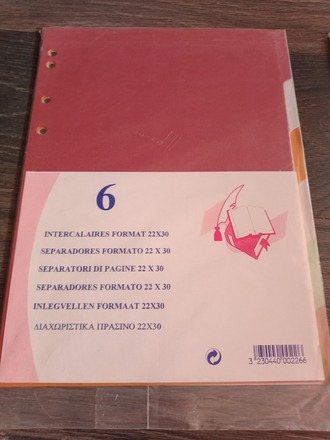 6
INTERCALAIRES FORMAT 22X30
SEPARADORES FORMATO 22 X 30
SEPARATORI DI PAGINE 22 X 30
SEPARADORES FORMATO 22 X 30
INLEGVELLEN FORMAAT 22X30
ΔΙΑΧΩΡΙΣΤΙΚΑ ΠΡΑΣΙΝΟ 22X30
3 230440 002266